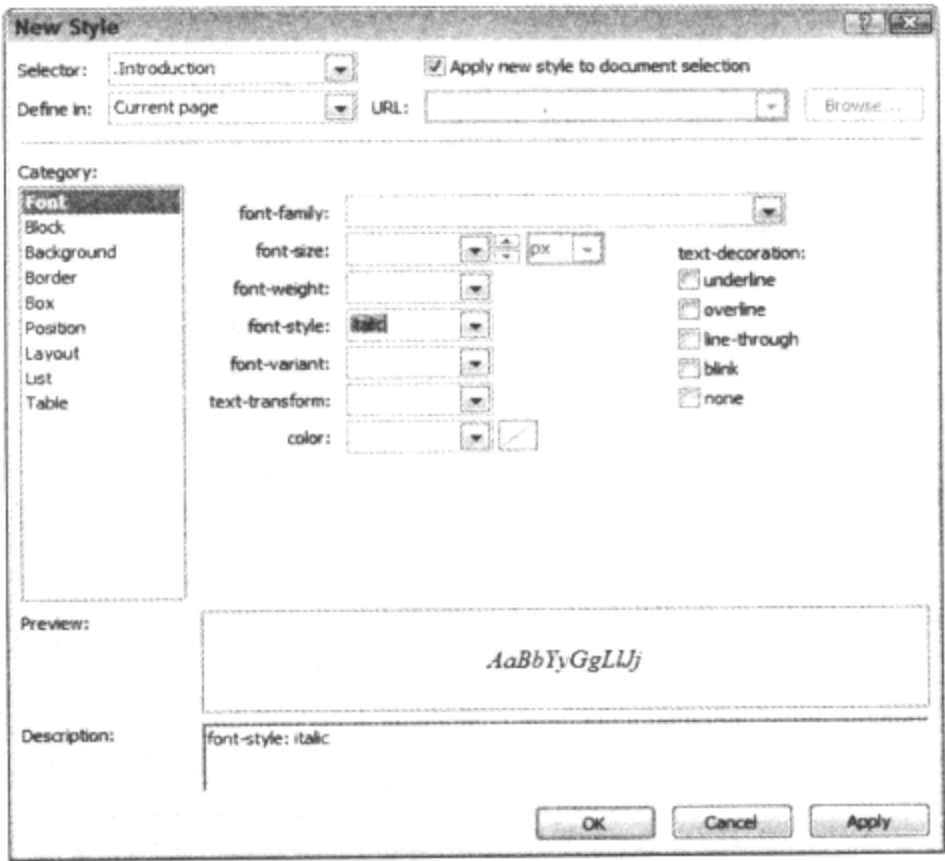 New Style
Selector: .Introduction
Apply new style to document selection
Define in: Current page
URL:
Browse...
Category:
Font
Block
Background
Border
Box
Position
Layout
List
Table
font-family:
font-size:
px
font-weight:
font-style: italic
font-variant:
text-transform:
color:
text-decoration:
underline
overline
line-through
blink
none
Preview:
AaBbYyGgLlJj
Description:
font-style: italic
OK
Cancel
Apply